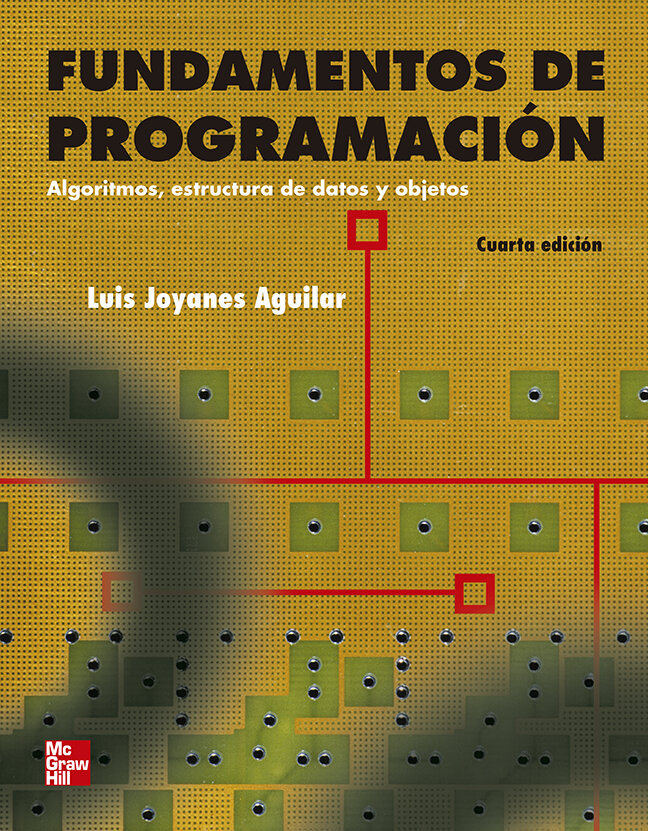 FUNDAMENTOS DE
PROGRAMACIÓN
Algoritmos, estructura de datos y objetos
Cuarta edición
Luis Joyanes Aguilar
Mc
Graw
Hill